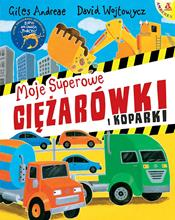 Giles Andreae David Wojtowycz
Moje Superowe
CIĘŻARÓWKI
I KOPARKI